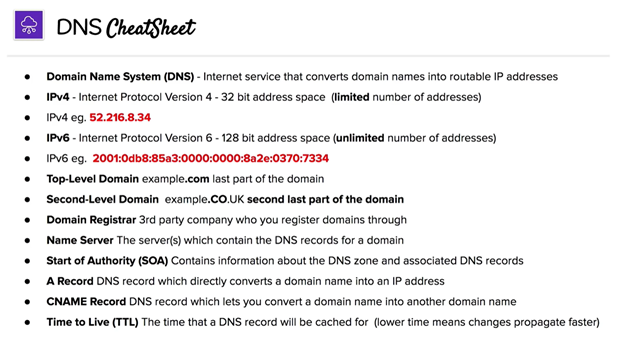 DNS CheatSheet
● Domain Name System (DNS) - Internet service that converts domain names into routable IP addresses
● IPv4 - Internet Protocol Version 4 - 32 bit address space (limited number of addresses)
● IPv4 eg. 52.216.8.34
● IPv6 - Internet Protocol Version 6 - 128 bit address space (unlimited number of addresses)
● IPv6 eg. 2001:0db8:85a3:0000:0000:8a2e:0370:7334
● Top-Level Domain example.com last part of the domain
● Second-Level Domain example.CO.UK second last part of the domain
● Domain Registrar 3rd party company who you register domains through
● Name Server The server(s) which contain the DNS records for a domain
● Start of Authority (SOA) Contains information about the DNS zone and associated DNS records
● A Record DNS record which directly converts a domain name into an IP address
● CNAME Record DNS record which lets you convert a domain name into another domain name
● Time to Live (TTL) The time that a DNS record will be cached for (lower time means changes propagate faster)